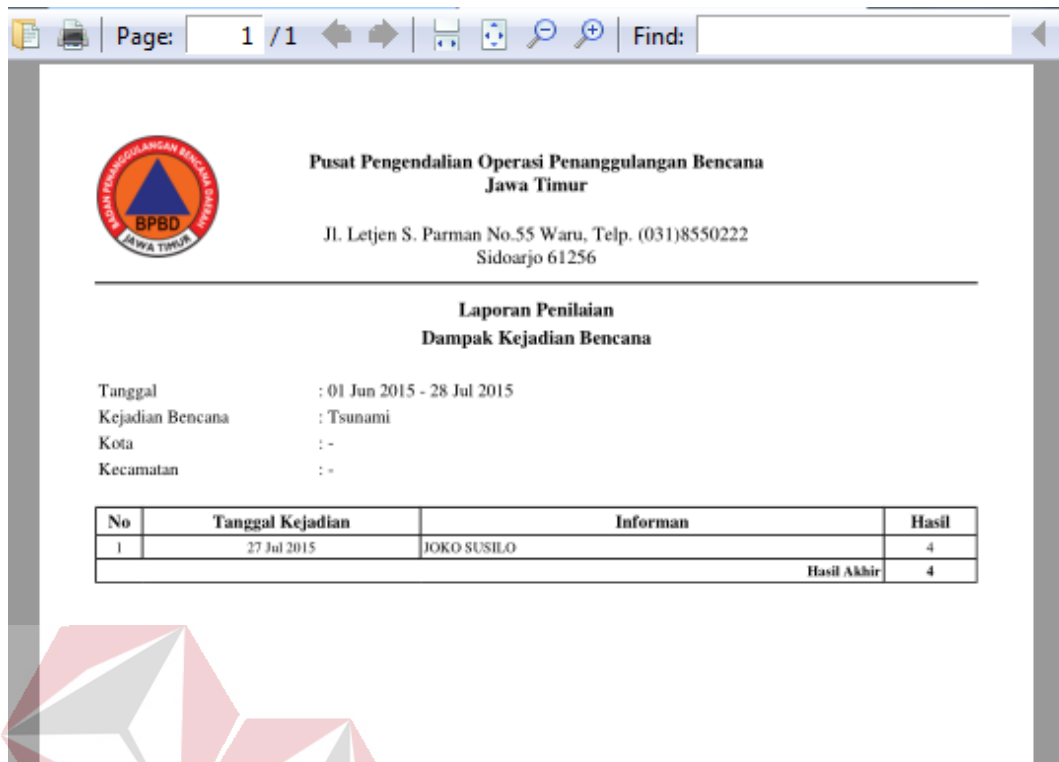 Page: 1 /1 Find:
BADAN PENANGGULANGAN BENCANA DAERAH
BPBD
JAWA TIMUR
Pusat Pengendalian Operasi Penanggulangan Bencana
Jawa Timur
Jl. Letjen S. Parman No.55 Waru, Telp. (031)8550222
Sidoarjo 61256
Laporan Penilaian
Dampak Kejadian Bencana
Tanggal : 01 Jun 2015 - 28 Jul 2015
Kejadian Bencana : Tsunami
Kota : -
Kecamatan : -
No Tanggal Kejadian Informan Hasil
1 27 Jul 2015 JOKO SUSILO 4
Hasil Akhir 4